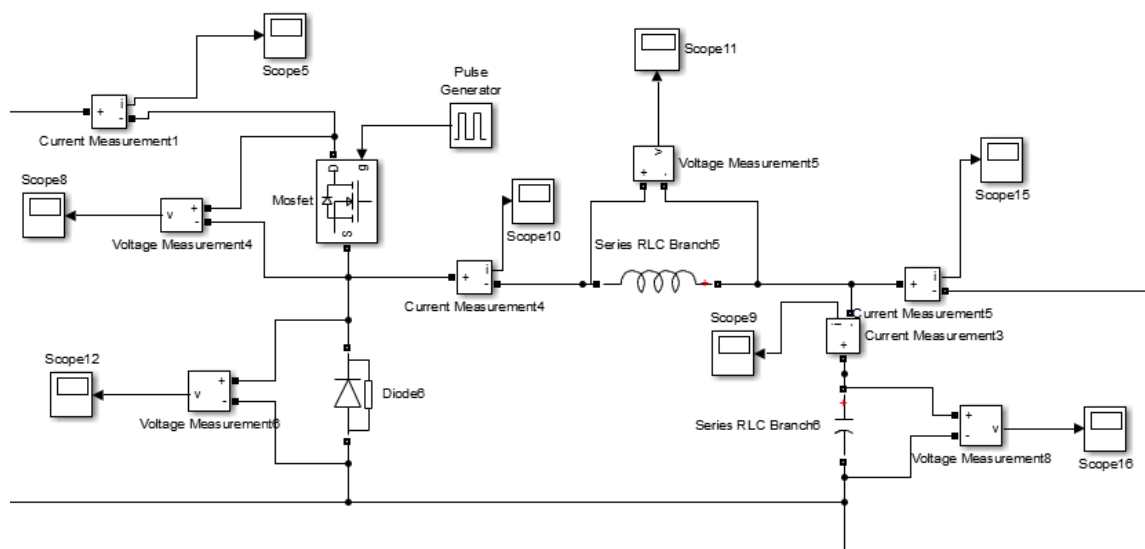 Scope5
Scope11
Pulse
Generator
+
i
-
Current Measurement1
D
g
v
+
-
Voltage Measurement5
Scope8
Mosfet
S
v
+
-
Voltage Measurement4
Scope10
Scope15
Series RLC Branch5
+
i
-
Current Measurement4
+
i
-
Current Measurement5
Scope9
i
-
+
Current Measurement3
Scope12
v
+
-
Voltage Measurement6
Diode6
Series RLC Branch6
+
-
v
Voltage Measurement8
Scope16